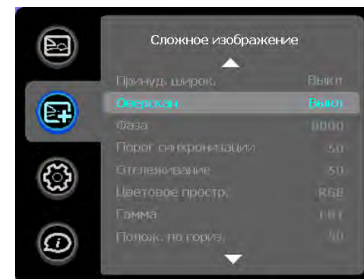 Сложное изображение
Принуд. широк. Выкл
Оверскан Выкл
Фаза 0000
Порог синхронизации 50
Отслеживание 50
Цветовое простр. RGB
Гамма
Полож. по гориз. 50